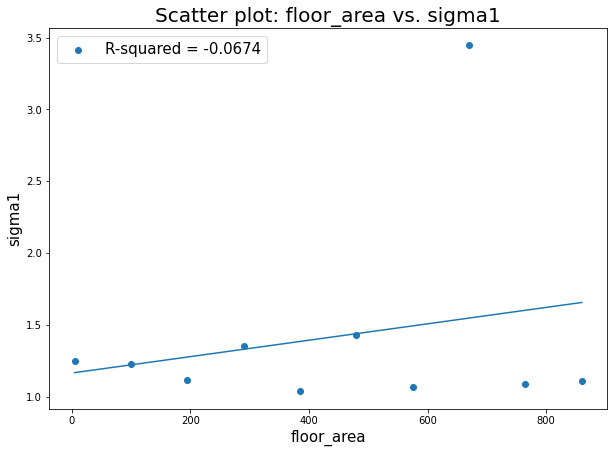 Scatter plot: floor_area vs. sigma1
R-squared = -0.0674
3.5
3.0
2.5
2.0
1.5
1.0
sigma1
0 200 400 600 800
floor_area